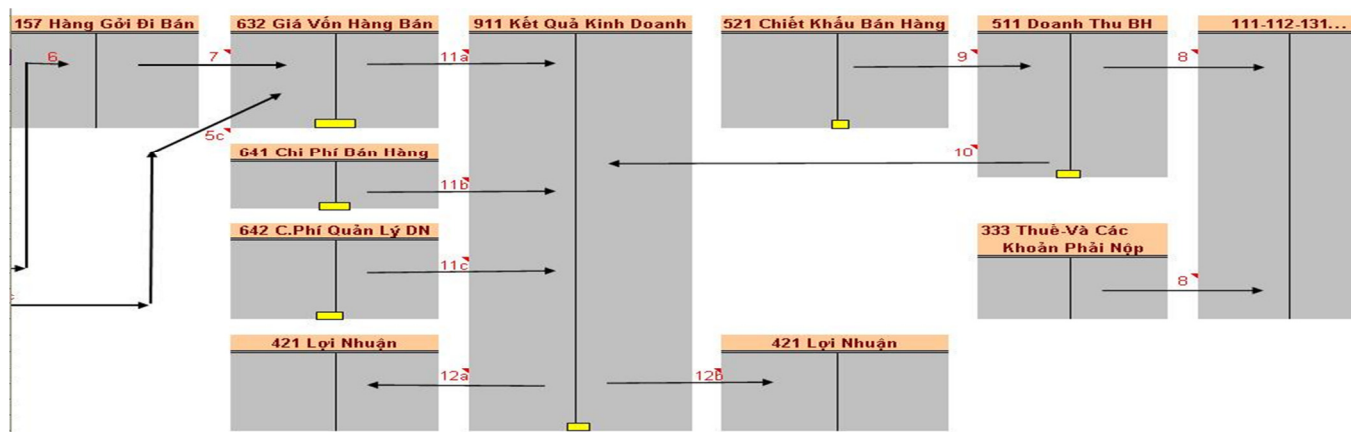 157 Hàng Gởi Đi Bán
632 Giá Vốn Hàng Bán
911 Kết Quả Kinh Doanh
521 Chiết Khấu Bán Hàng
511 Doanh Thu BH
111-112-131...
6
7
11a
9
8
5c
641 Chi Phí Bán Hàng
10
11b
642 C.Phí Quản Lý DN
333 Thuế-Và Các
Khoản Phải Nộp
11c
8
421 Lợi Nhuận
421 Lợi Nhuận
12a
12b